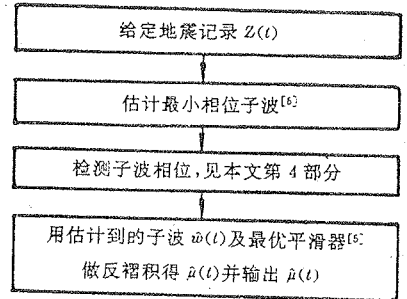 给定地震记录 Z(t)
估计最小相位子波[6]
检测子波相位,见本文第 4 部分
用估计到的子波 ŵ(t)及最优平滑器[5]
做反褶积得 μ̂(t)并输出 μ̂(t)